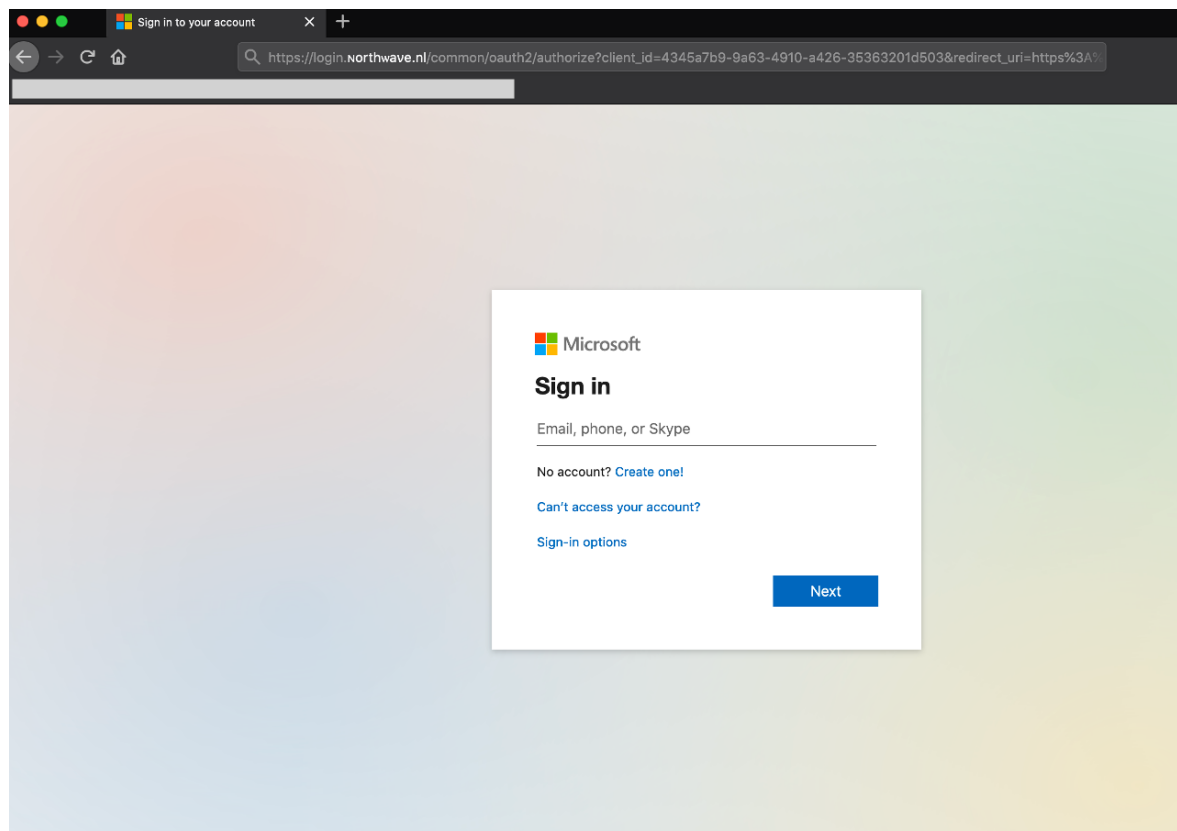 Sign in to your account
https://login.northwave.nl/common/oauth2/authorize?client_id=4345a7b9-9a63-4910-a426-35363201d503&redirect_uri=https%3A%
Microsoft
Sign in
Email, phone, or Skype
No account? Create one!
Can't access your account?
Sign-in options
Next